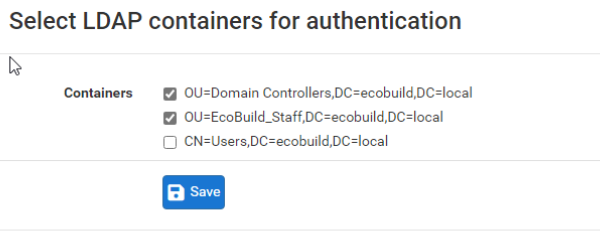 Select LDAP containers for authentication
Containers
OU=Domain Controllers,DC=ecobuild,DC=local
OU=EcoBuild_Staff,DC=ecobuild,DC=local
CN=Users,DC=ecobuild,DC=local
Save